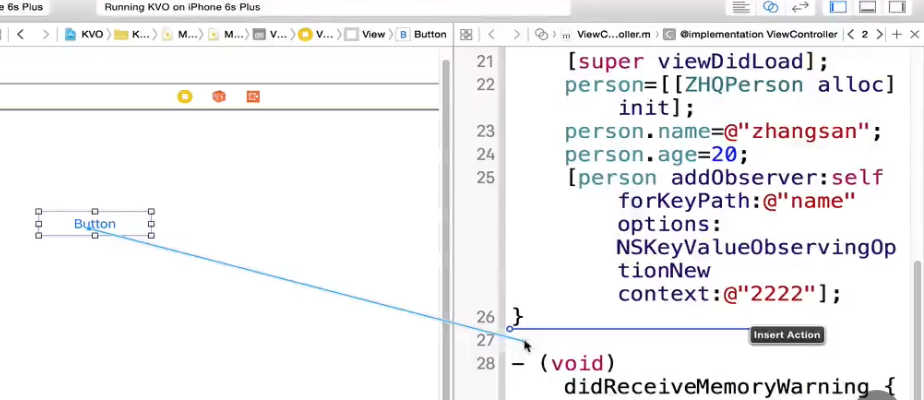 e 6s Plus
Running KVO on iPhone 6s Plus
KVO
K...
M...
M...
V...
V...
View
B Button
m ViewC...oller.m
C @implementation ViewController
2
21 [super viewDidLoad];
22 person=[[ZHQPerson alloc]
init];
23 person.name=@"zhangsan";
24 person.age=20;
25 [person addObserver:self
forKeyPath:@"name"
options:
NSKeyValueObservingOp
tionNew
context:@"2222"];
26 }
Button
Insert Action
27
28 - (void)
didReceiveMemoryWarning {